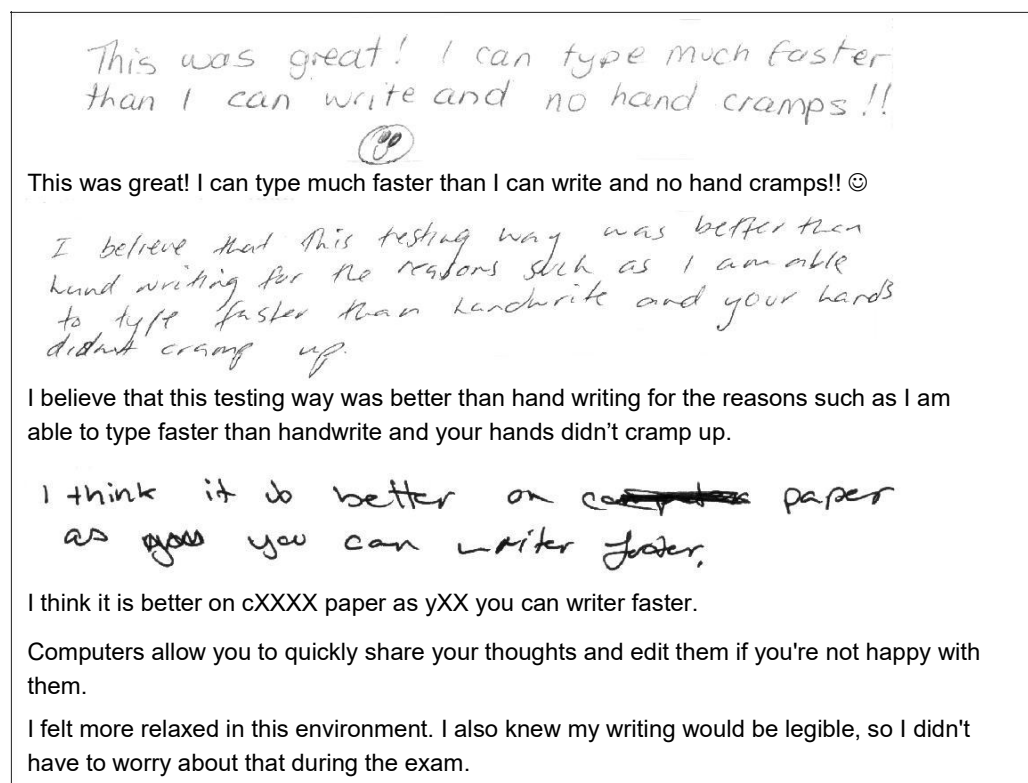 This was great! I can type much faster
than I can write and no hand cramps!!
This was great! I can type much faster than I can write and no hand cramps!! ☺
I believe that this testing way was better then
hand writing for the reasons such as I am able
to type faster than handwrite and your hands
didn't cramp up.
I think it is better on paper
as you can writer faster.
I believe that this testing way was better than hand writing for the reasons such as I am
able to type faster than handwrite and your hands didn’t cramp up.
I think it is better on cXXXX paper as yXX you can writer faster.
Computers allow you to quickly share your thoughts and edit them if you're not happy with
them.
I felt more relaxed in this environment. I also knew my writing would be legible, so I didn't
have to worry about that during the exam.